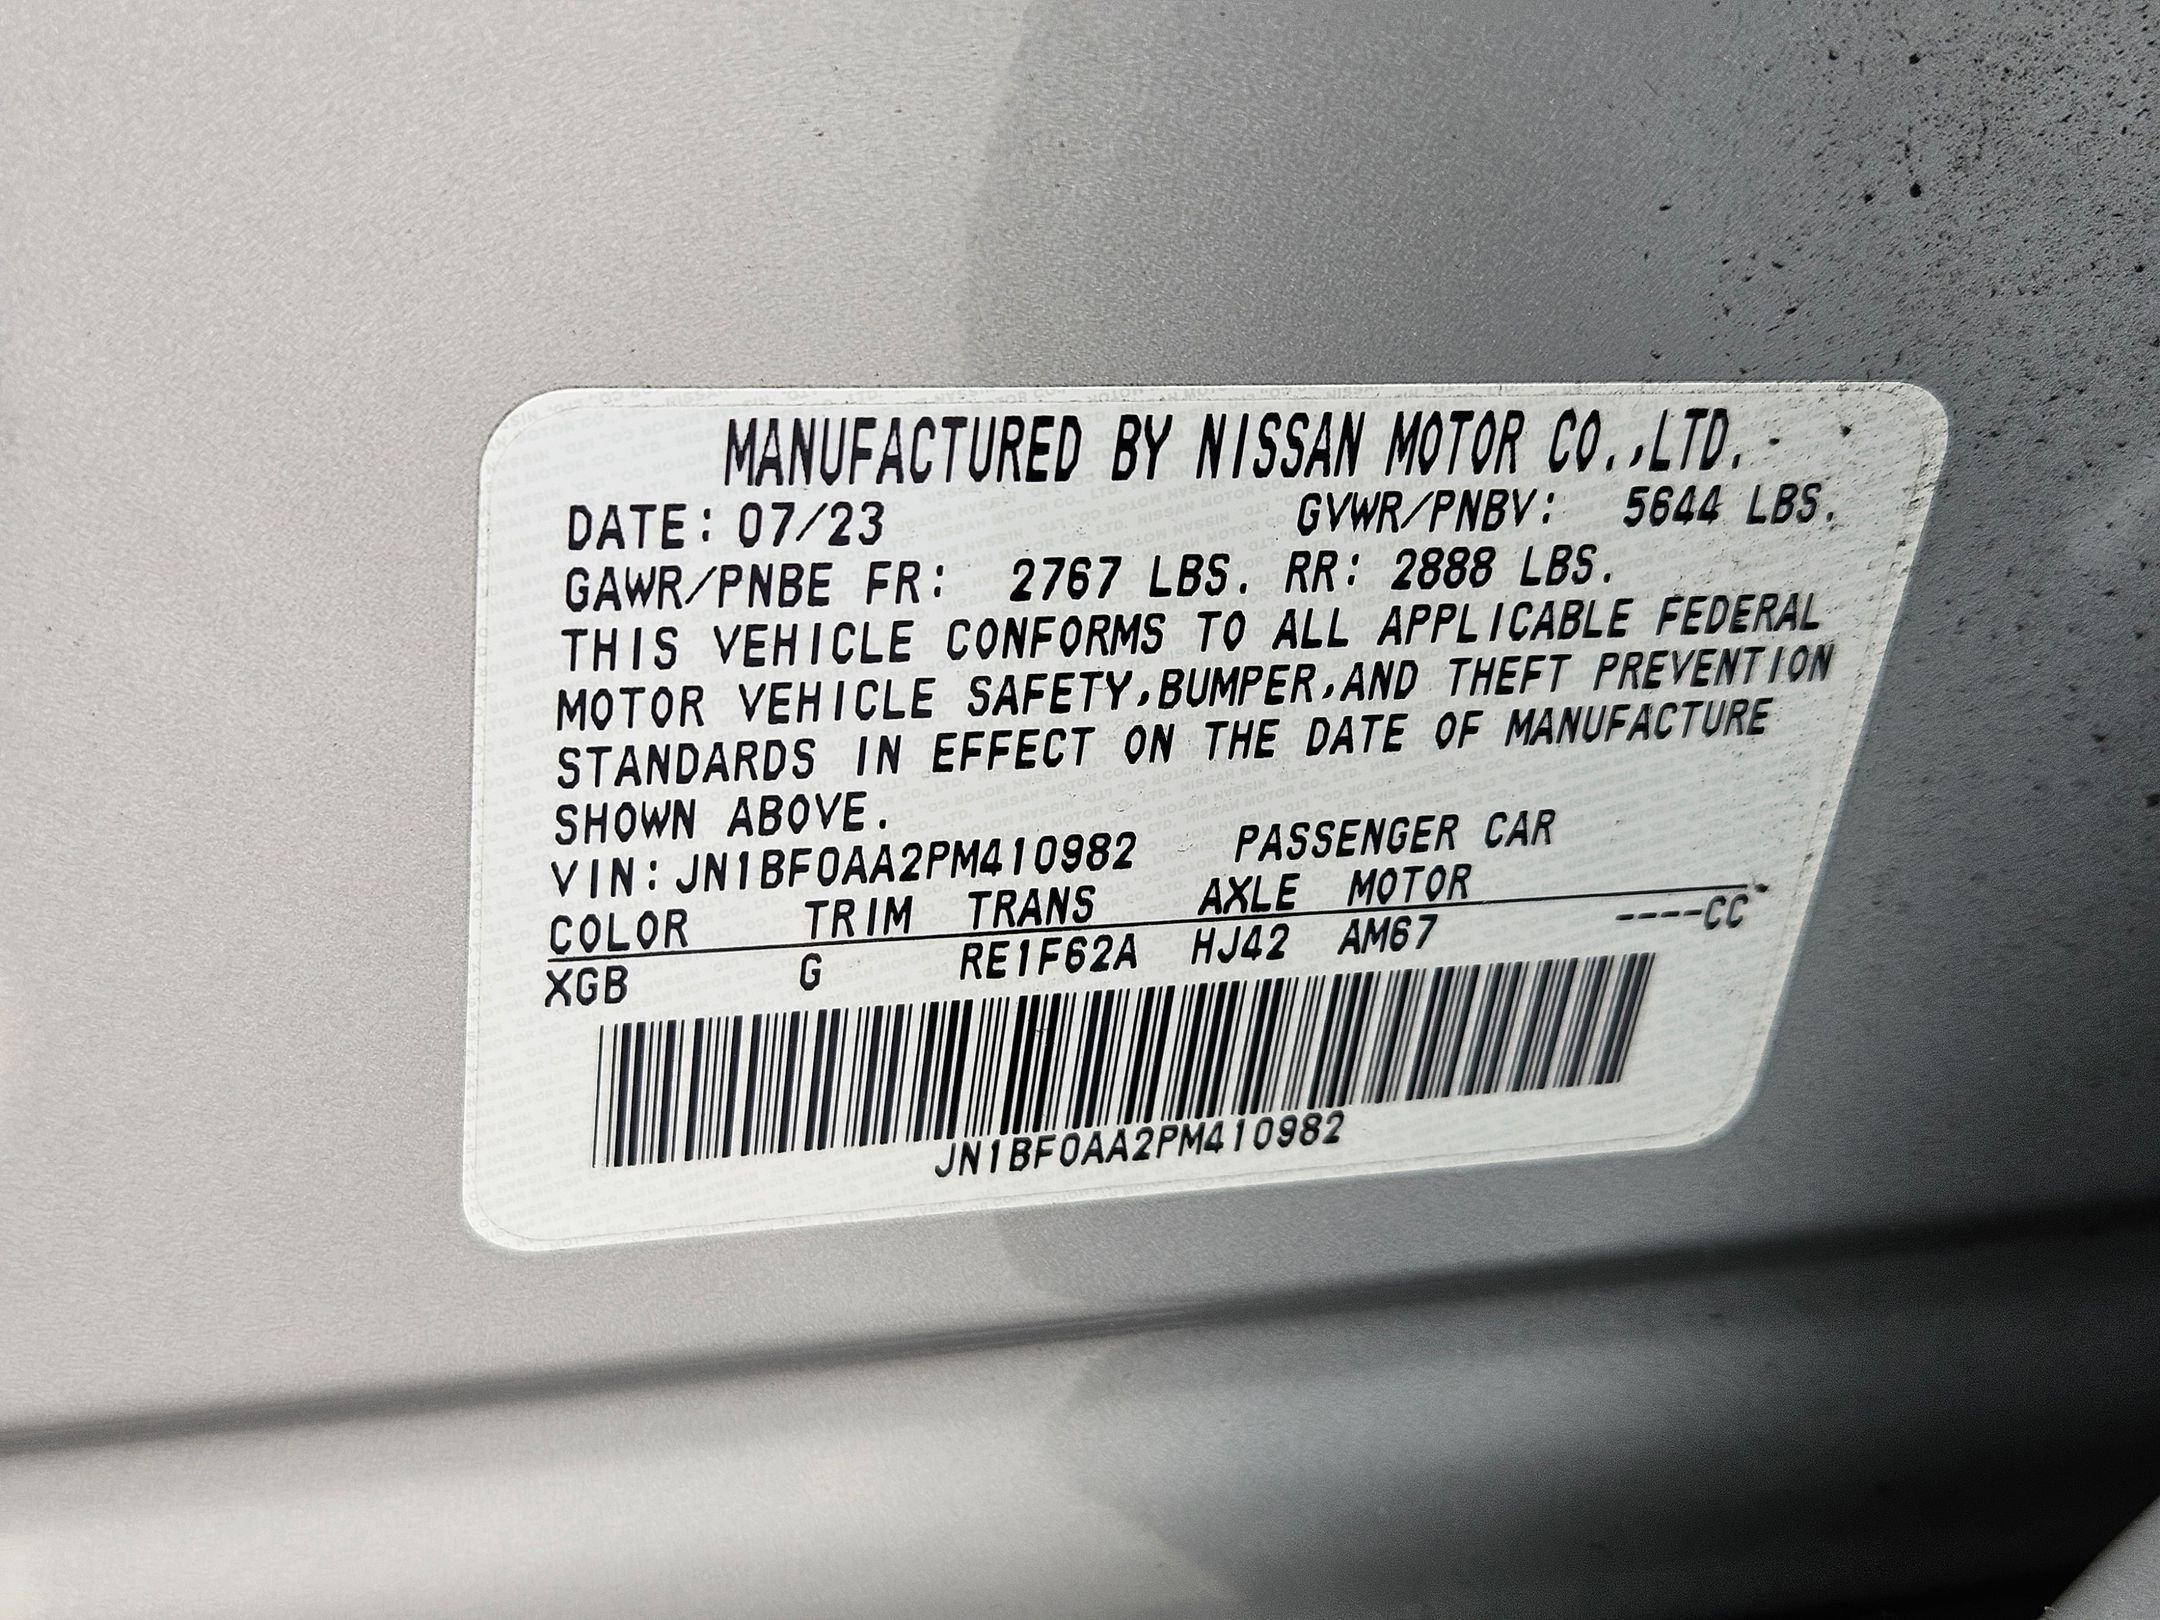 MANUFACTURED BY NISSAN MOTOR CO.,LTD.
DATE: 07/23 GVWR/PNBV: 5644 LBS.
GAWR/PNBE FR: 2767 LBS. RR: 2888 LBS.
THIS VEHICLE CONFORMS TO ALL APPLICABLE FEDERAL
MOTOR VEHICLE SAFETY,BUMPER,AND THEFT PREVENTION
STANDARDS IN EFFECT ON THE DATE OF MANUFACTURE
SHOWN ABOVE.
VIN:JN1BF0AA2PM410982 PASSENGER CAR
COLOR TRIM TRANS AXLE MOTOR
XGB G RE1F62A HJ42 AM67 ----CC
JN1BF0AA2PM410982